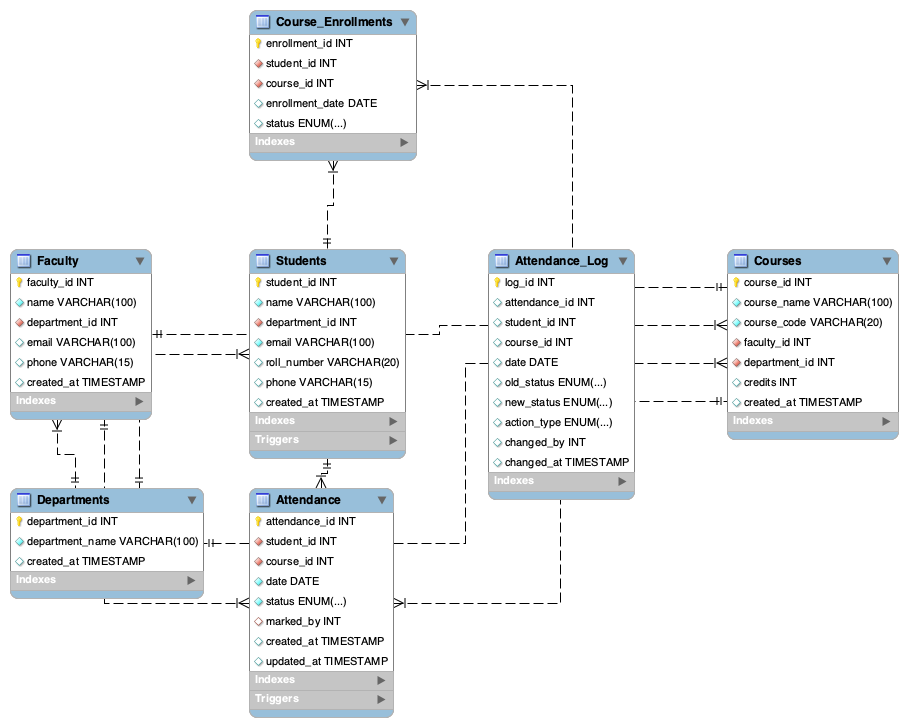 Course_Enrollments
enrollment_id INT
student_id INT
course_id INT
enrollment_date DATE
status ENUM(...)
Indexes
Faculty
faculty_id INT
name VARCHAR(100)
department_id INT
email VARCHAR(100)
phone VARCHAR(15)
created_at TIMESTAMP
Indexes
Students
student_id INT
name VARCHAR(100)
department_id INT
email VARCHAR(100)
roll_number VARCHAR(20)
phone VARCHAR(15)
created_at TIMESTAMP
Indexes
Triggers
Attendance_Log
log_id INT
attendance_id INT
student_id INT
course_id INT
date DATE
old_status ENUM(...)
new_status ENUM(...)
action_type ENUM(...)
changed_by INT
changed_at TIMESTAMP
Indexes
Courses
course_id INT
course_name VARCHAR(100)
course_code VARCHAR(20)
faculty_id INT
department_id INT
credits INT
created_at TIMESTAMP
Indexes
Departments
department_id INT
department_name VARCHAR(100)
created_at TIMESTAMP
Indexes
Attendance
attendance_id INT
student_id INT
course_id INT
date DATE
status ENUM(...)
marked_by INT
created_at TIMESTAMP
updated_at TIMESTAMP
Indexes
Triggers